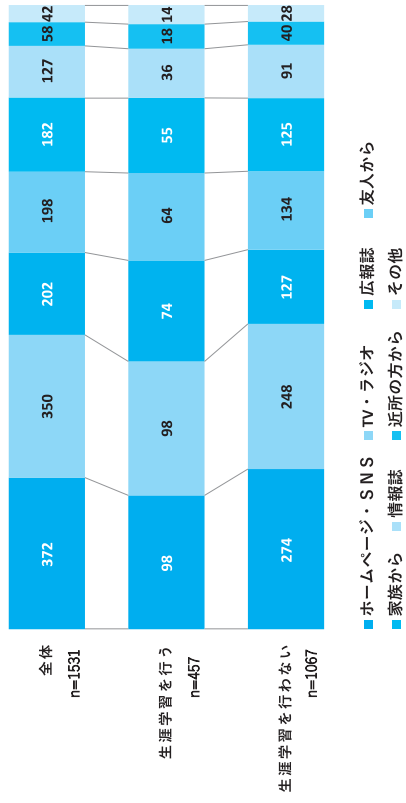 全体
n=1531
372
350
202
198
182
127
58
42
生涯学習を行う
n=457
98
98
74
64
55
36
18
14
生涯学習を行わない
n=1067
274
248
127
134
125
91
40
28
ホームページ・SNS
TV・ラジオ
広報誌
友人から
家族から
情報誌
近所の方から
その他